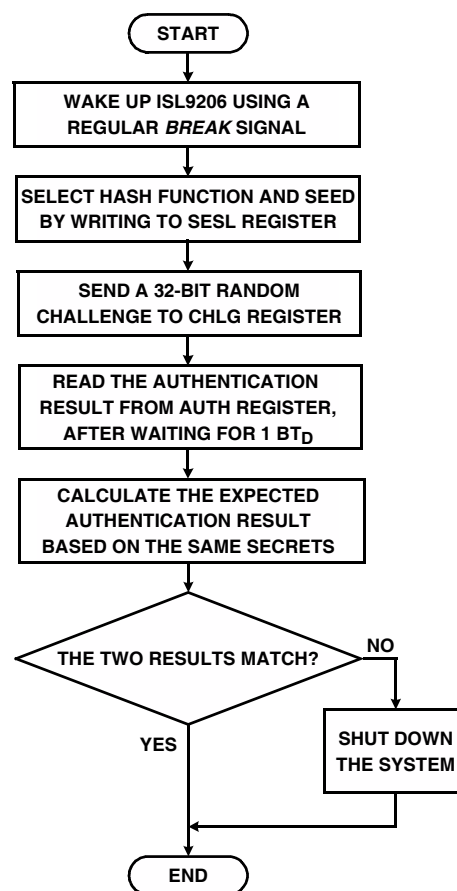 START
WAKE UP ISL9206 USING A
REGULAR BREAK SIGNAL
SELECT HASH FUNCTION AND SEED
BY WRITING TO SESL REGISTER
SEND A 32-BIT RANDOM
CHALLENGE TO CHLG REGISTER
READ THE AUTHENTICATION
RESULT FROM AUTH REGISTER,
AFTER WAITING FOR 1 BTD
CALCULATE THE EXPECTED
AUTHENTICATION RESULT
BASED ON THE SAME SECRETS
THE TWO RESULTS MATCH?
NO
YES
SHUT DOWN
THE SYSTEM
END